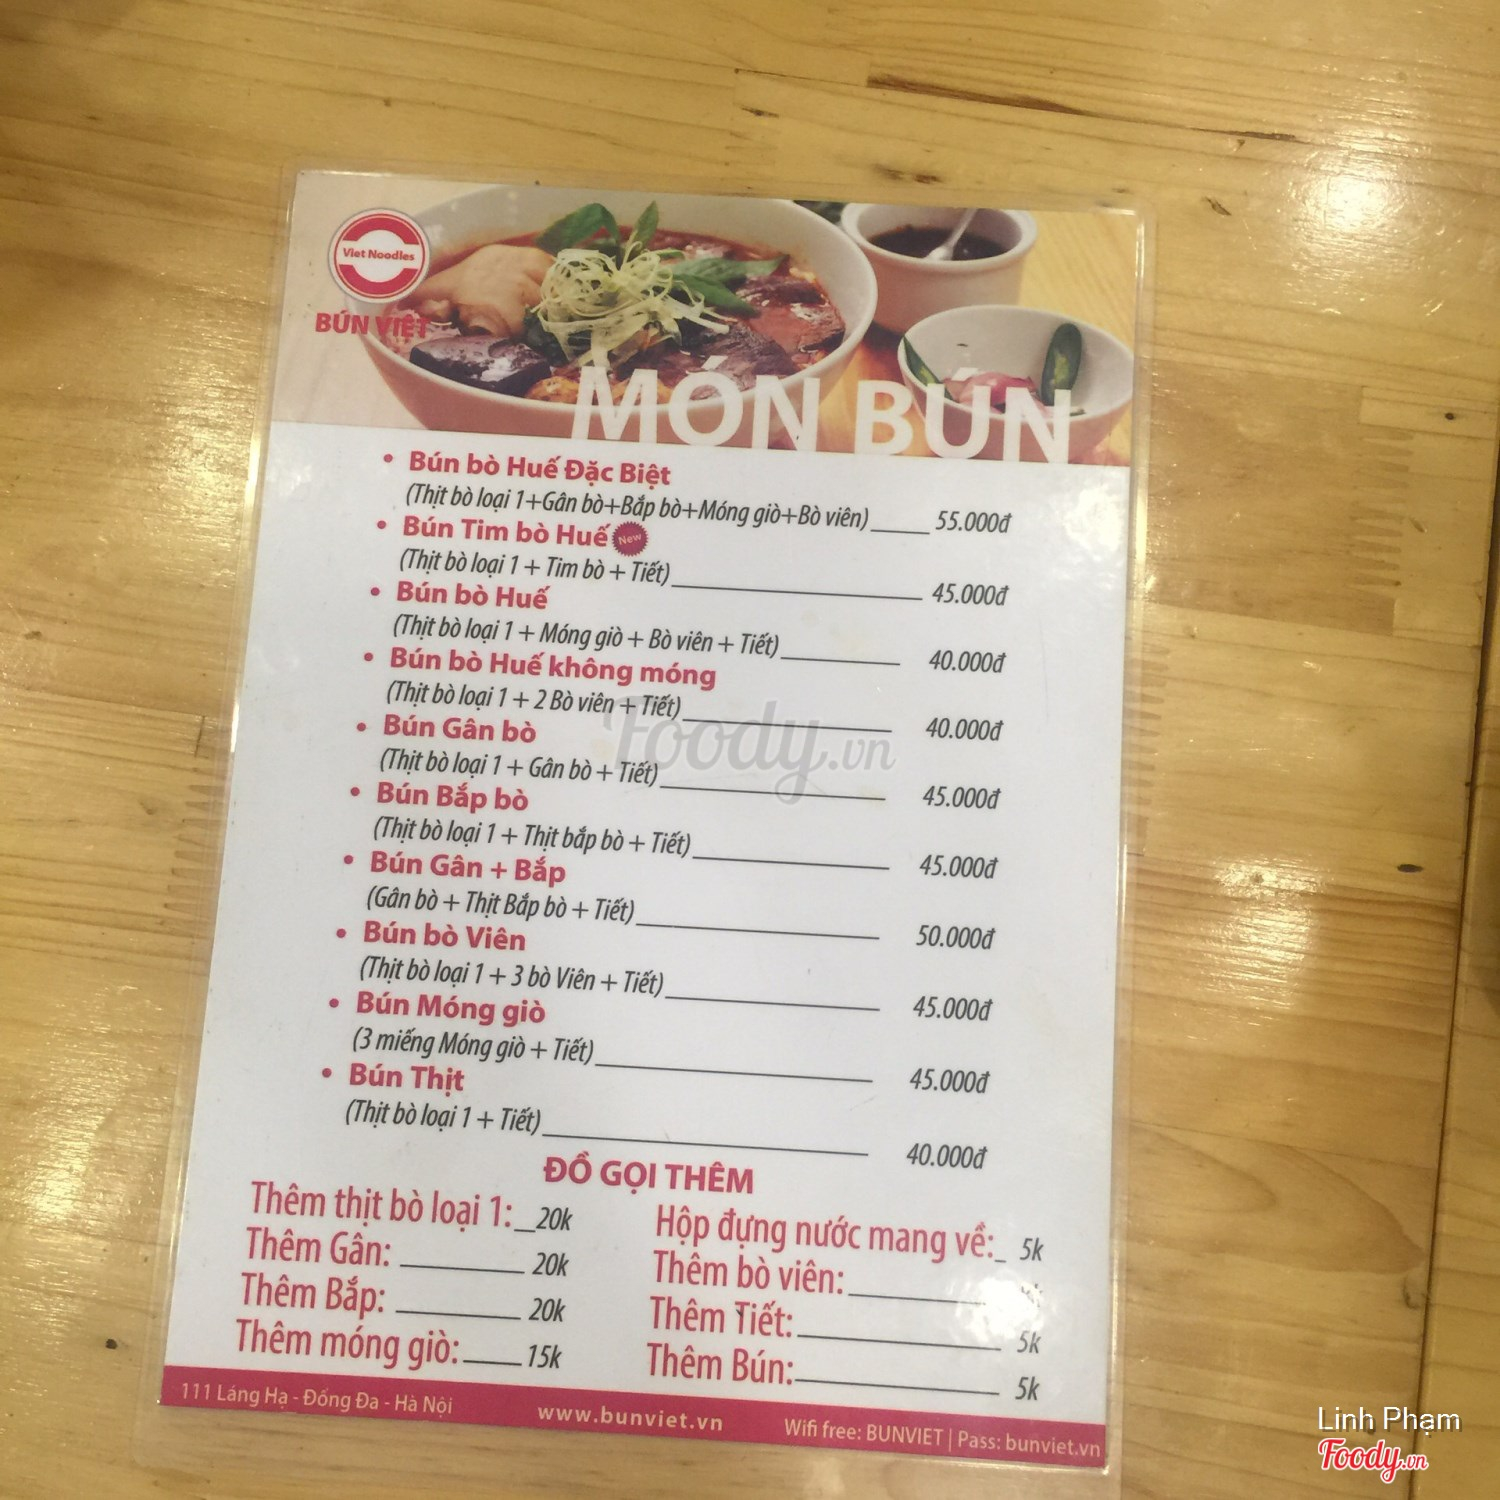 Viet Noodles
BÚN VIỆT
MÓN BÚN
• Bún bò Huế Đặc Biệt
(Thịt bò loại 1+Gân bò+Bắp bò+Móng giò+Bò viên) 55.000đ
• Bún Tim bò Huế New
(Thịt bò loại 1 + Tim bò + Tiết) 45.000đ
• Bún bò Huế
(Thịt bò loại 1 + Móng giò + Bò viên + Tiết) 40.000đ
• Bún bò Huế không móng
(Thịt bò loại 1 + 2 Bò viên + Tiết) 40.000đ
• Bún Gân bò
(Thịt bò loại 1 + Gân bò + Tiết) 45.000đ
• Bún Bắp bò
(Thịt bò loại 1 + Thịt bắp bò + Tiết) 45.000đ
• Bún Gân + Bắp
(Gân bò + Thịt Bắp bò + Tiết) 50.000đ
• Bún bò Viên
(Thịt bò loại 1 + 3 bò Viên + Tiết) 45.000đ
• Bún Móng giò
(3 miếng Móng giò + Tiết) 45.000đ
• Bún Thịt
(Thịt bò loại 1 + Tiết) 40.000đ
ĐỒ GỌI THÊM
Thêm thịt bò loại 1: 20k
Thêm Gân: 20k
Thêm Bắp: 20k
Thêm móng giò: 15k
Hộp đựng nước mang về: 5k
Thêm bò viên:
Thêm Tiết: 5k
Thêm Bún: 5k
111 Láng Hạ - Đống Đa - Hà Nội www.bunviet.vn Wifi free: BUNVIET | Pass: bunviet.vn
Foody.vn
Linh Phạm
Foody.vn